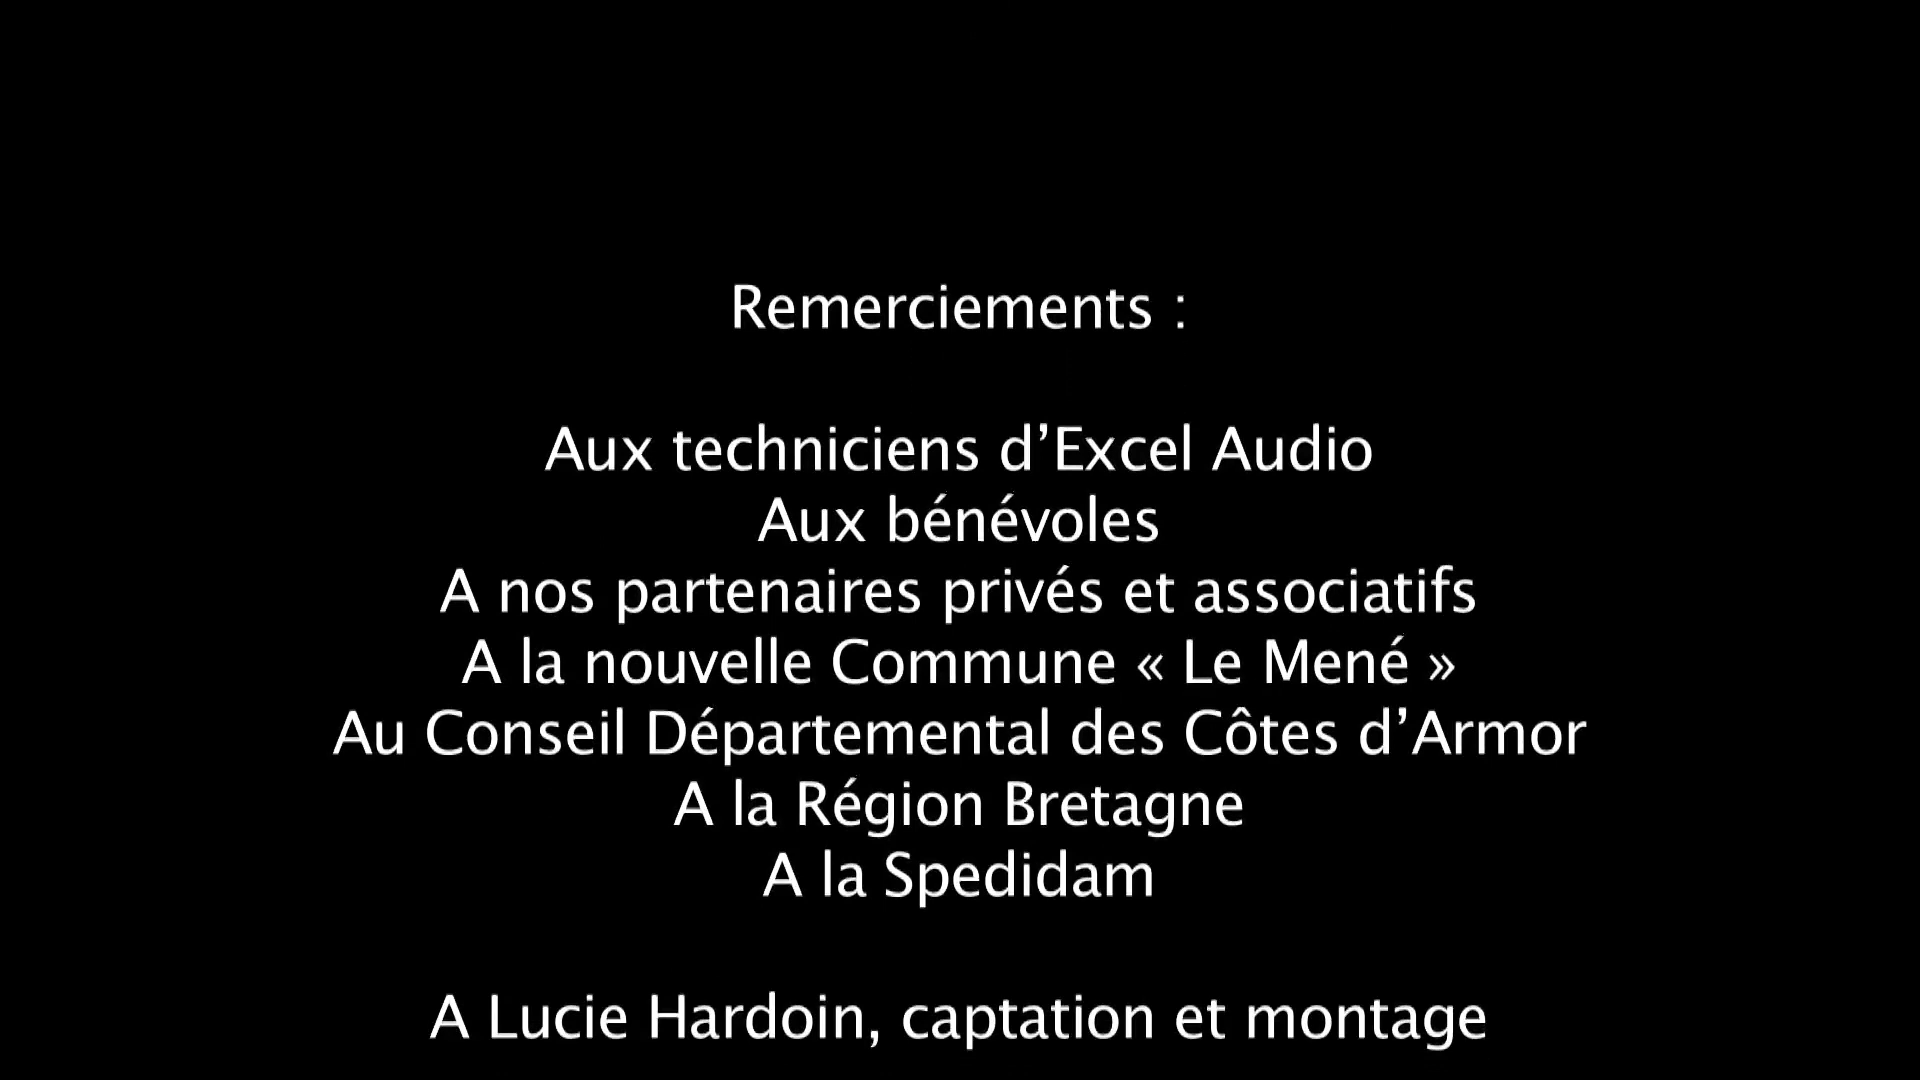 Remerciements :
Aux techniciens d’Excel Audio
Aux bénévoles
A nos partenaires privés et associatifs
A la nouvelle Commune « Le Mené »
Au Conseil Départemental des Côtes d’Armor
A la Région Bretagne
A la Spedidam
A Lucie Hardoin, captation et montage